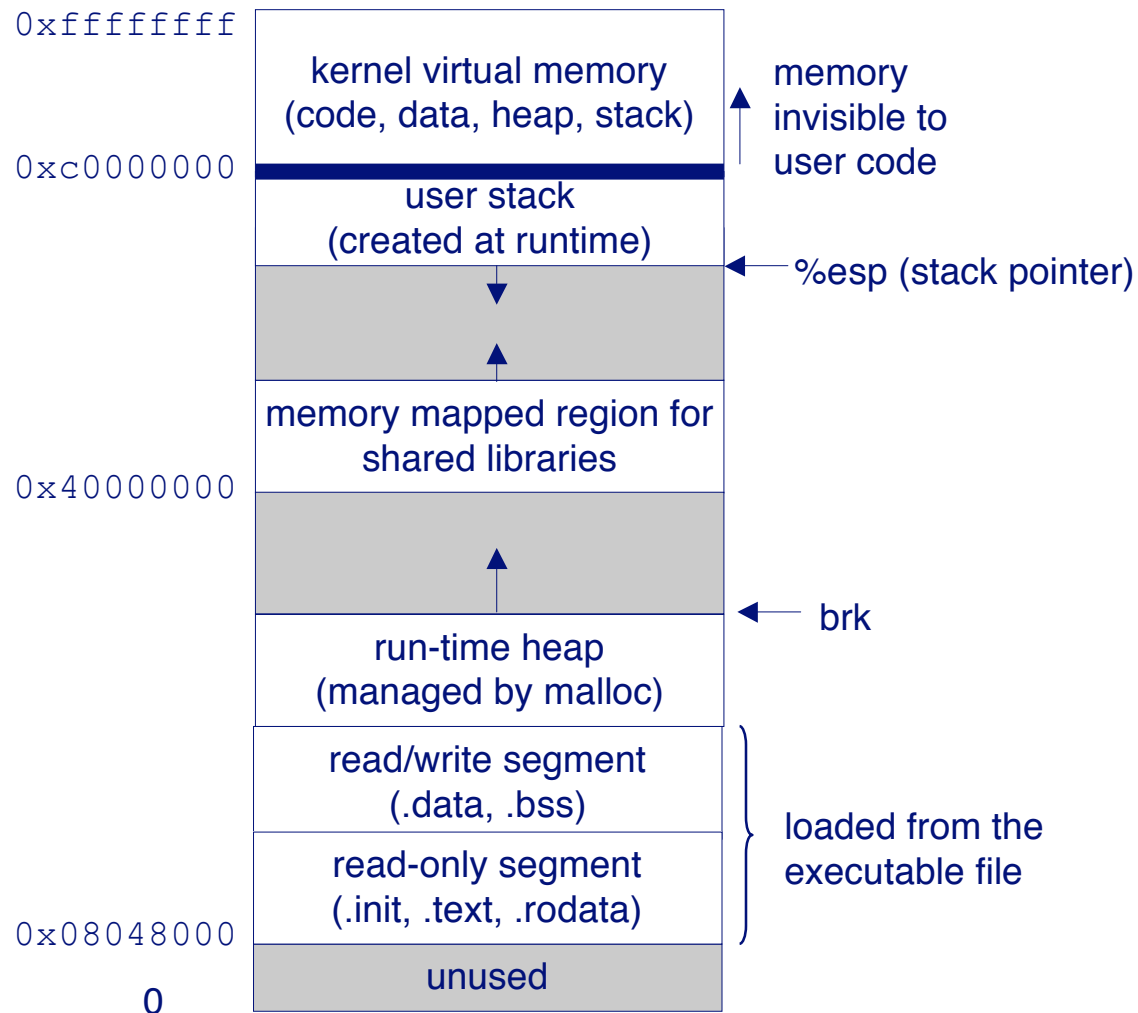 0xffffffff
kernel virtual memory
(code, data, heap, stack)
memory
invisible to
user code
0xc0000000
user stack
(created at runtime)
%esp (stack pointer)
memory mapped region for
shared libraries
0x40000000
brk
run-time heap
(managed by malloc)
read/write segment
(.data, .bss)
loaded from the
executable file
read-only segment
(.init, .text, .rodata)
0x08048000
unused
0